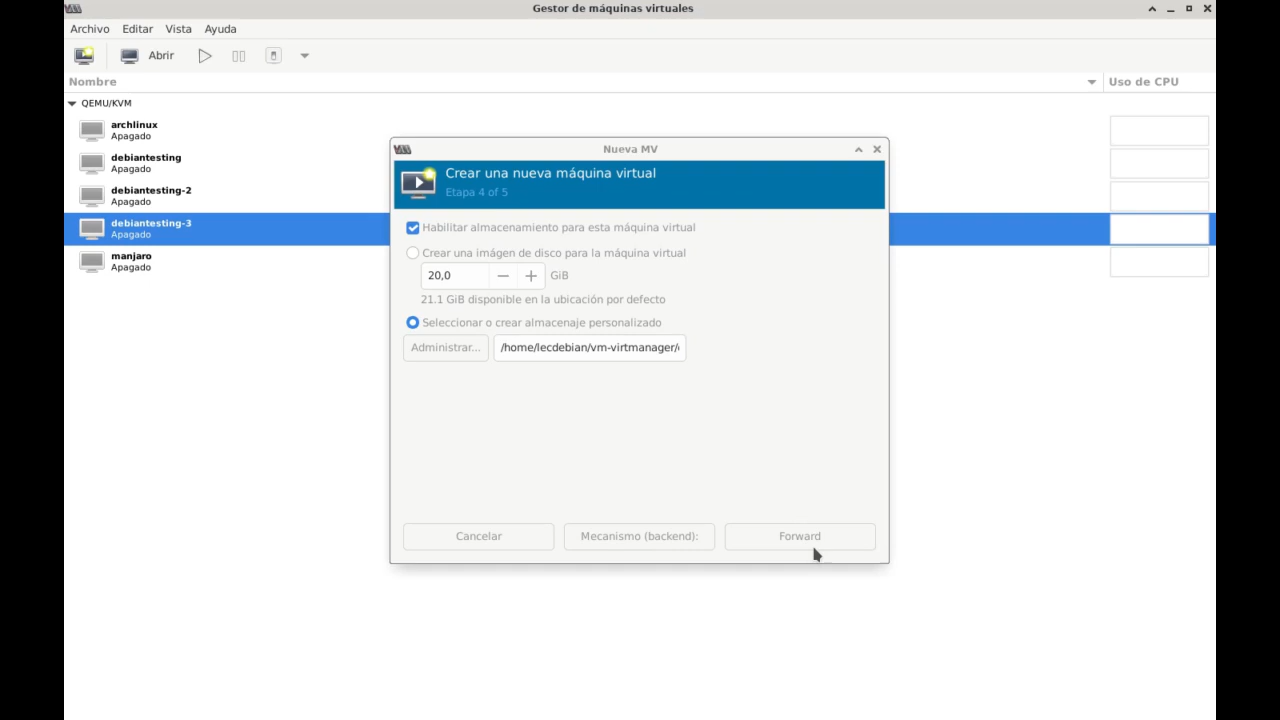 Gestor de máquinas virtuales
Archivo Editar Vista Ayuda
Abrir
Nombre Uso de CPU
QEMU/KVM
archlinux
Apagado
debiantesting
Apagado
debiantesting-2
Apagado
debiantesting-3
Apagado
manjaro
Apagado
Nueva MV
Crear una nueva máquina virtual
Etapa 4 of 5
Habilitar almacenamiento para esta máquina virtual
Crear una imágen de disco para la máquina virtual
20,0 GiB
21.1 GiB disponible en la ubicación por defecto
Seleccionar o crear almacenaje personalizado
Administrar... /home/lecdebian/vm-virtmanager/
Cancelar Mecanismo (backend): Forward